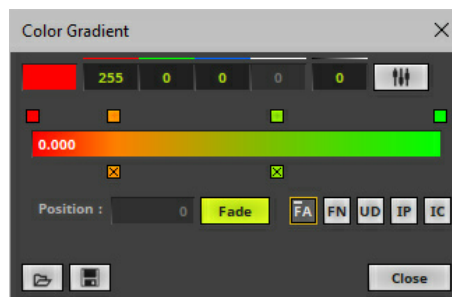 Color Gradient
255 0 0 0 0
0.000
Position : 0 Fade FA FN UD IP IC
Close